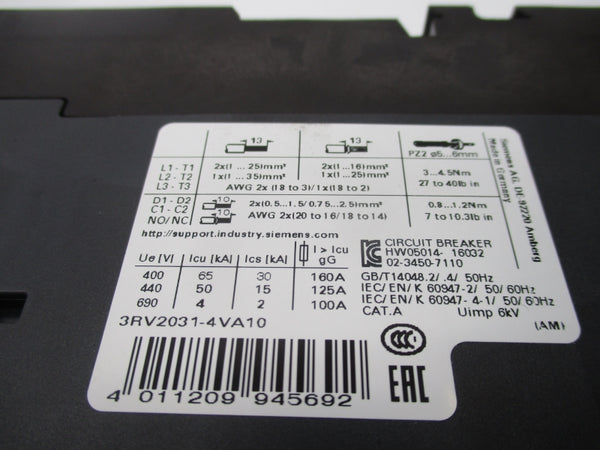 13 13 PZ2 ø5...6mm
L1 - T1 2x(1 ... 25)mm² 2x(1 ...16)mm² 3...4.5Nm
L2 - T2 1x(1 ... 35)mm² 1x(1 ...25)mm²
L3 - T3 AWG 2x (18 to 3)/1x(18 to 2) 27 to 40lb in
D1 - D2 10 2x(0.5...1.5/ 0.75...2.5)mm² 0.8...1.2Nm
C1 - C2
NO/NC 10 AWG 2x(20 to 16/18 to 14) 7 to 10.3lb in
http://support.industry.siemens.com
Ue [V] Icu [kA] Ics [kA] I > Icu gG
400 65 30 160A
440 50 15 125A
690 4 2 100A
3RV2031-4VA10
4 011209 945692
CIRCUIT BREAKER
HW05014- 16032
02-3450-7110
GB/T14048.2/ .4/ 50Hz
IEC/EN/ K 60947-2/ 50/ 60Hz
IEC/EN/ K 60947-4-1/ 50/ 60Hz
CAT.A Uimp 6kV
(AM)
CCC
EAC
Siemens AG, DE 92220 Amberg
Made in Germany